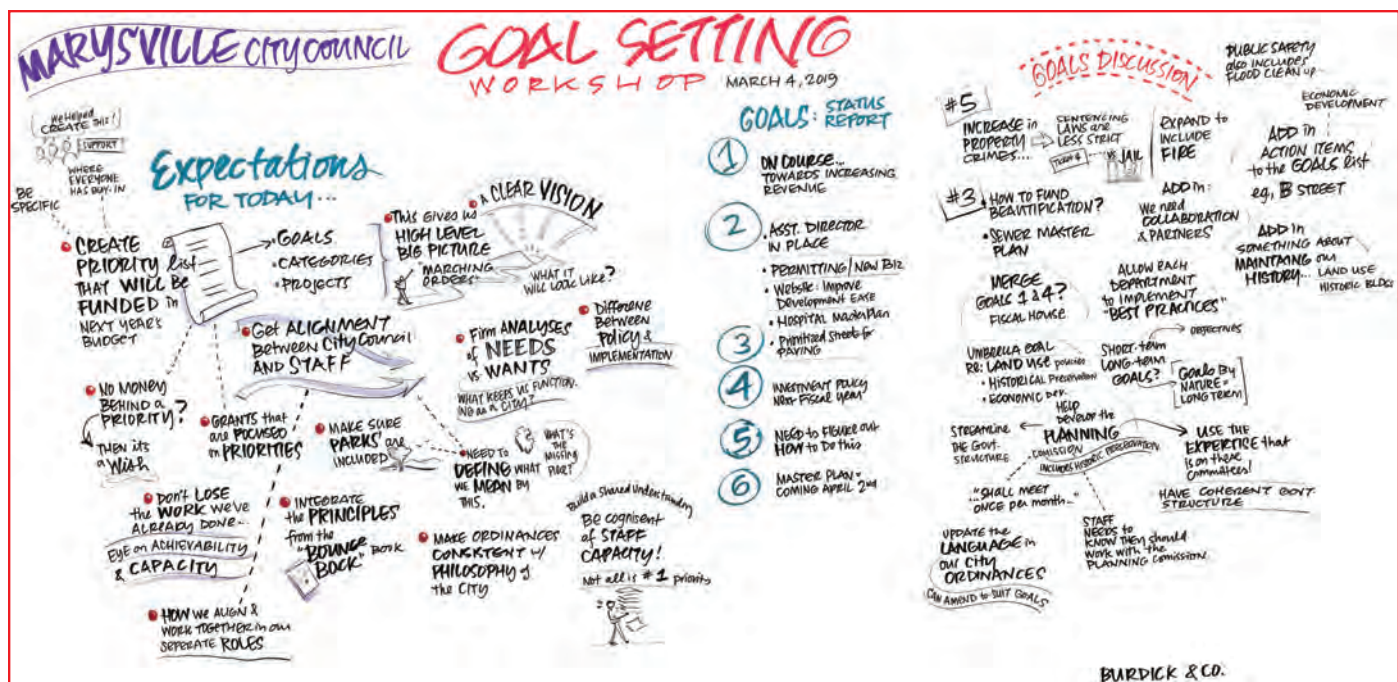 MARYSVILLE CITY COUNCIL
GOAL SETTING
WORKSHOP
MARCH 4, 2019
We Helped
CREATE THIS!
SUPPORT
WHERE
EVERYONE
HAS BUY-IN
BE
SPECIFIC
Expectations
FOR TODAY...
CREATE
PRIORITY list
THAT WILL BE
FUNDED in
NEXT YEAR'S
BUDGET
• GOALS
• CATEGORIES
• PROJECTS
This Gives us
HIGH LEVEL
BIG PICTURE
"MARCHING
ORDERS"
A CLEAR VISION
WHAT IT
WILL LOOK LIKE?
Get ALIGNMENT
Between City Council
AND STAFF
Firm ANALYSES
of NEEDS
vs. WANTS
WHAT KEEPS US FUNCTION-
ING as a CITY?
Difference
Between
Policy &
IMPLEMENTATION
NO MONEY
BEHIND a
PRIORITY?
THEN it's
a Wish
GRANTS that
are FOCUSED
on PRIORITIES
MAKE SURE
PARKS are
INCLUDED
NEED to
DEFINE WHAT
WE MEAN BY
THIS.
WHAT'S
THE
MISSING
PART?
Don't LOSE
the WORK WE'VE
ALREADY DONE...
EYE on ACHIEVABILITY
& CAPACITY
INTEGRATE
the PRINCIPLES
from the
"BOUNCE
BOCK" BOOK
MAKE ORDINANCES
CONSISTENT w/
PHILOSOPHY of
the CITY
Build a Shared Understanding
Be cognisent
of STAFF
CAPACITY!
Not all is #1 priority
HOW WE ALIGN &
WORK TOGETHER in our
SEPERATE ROLES
GOALS: STATUS
REPORT
1
ON COURSE...
TOWARDS INCREASING
REVENUE
2
• ASST. DIRECTOR
IN PLACE
• PERMITTING/NEW BIZ
• Website: Improve
Development EASE
• Hospital Master Plan
3
• Prioritized Streets for
PAVING
4
INVESTMENT POLICY
Next Fiscal year
5
NEED to FIGURE OUT
HOW to Do this
6
MASTER PLAN -
COMING APRIL 2nd
GOALS DISCUSSION
PUBLIC SAFETY
also INCLUDES
FLOOD CLEAN UP...
#5
INCREASE in
PROPERTY
CRIMES...
SENTENCING
LAWS are
LESS STRICT
vs JAIL
EXPAND to
INCLUDE
FIRE
ECONOMIC
DEVELOPMENT
ADD in
ACTION ITEMS
to the GOALS list
eg, B STREET
#3
HOW TO FUND
BEAUTIFICATION?
• SEWER MASTER
PLAN
ADD in:
We need
COLLABORATION
& PARTNERS
ADD in
SOMETHING ABOUT
MAINTAING our
HISTORY... LAND USE
HISTORIC BLDGS
MERGE
GOALS 1 & 4?
FISCAL HOUSE
ALLOW EACH
DEPARTMENT
to IMPLEMENT
"BEST PRACTICES"
UMBRELLA GOAL
RE: LAND USE policies
• HISTORICAL Preservation
• ECONOMIC DEV.
OBJECTIVES
SHORT-term
LONG-term
GOALS?
GOALS BY
NATURE =
LONG TERM
STREAMLINE
THE Govt.
STRUCTURE
HELP
DEVELOP the
PLANNING
COMISSION
INCLUDES HISTORIC PRESERVATION
USE THE
EXPERTICE that
is on these
committees!
HAVE COHERENT GOVT.
STRUCTURE
..."SHALL MEET
ONCE per month..."
UPDATE the
LANGUAGE in
our CITY
ORDINANCES
CAN AMEND to SUIT GOALS
STAFF
NEEDS to
KNOW THEY SHOULD
WORK WITH the
PLANNING COMISSION.
BURDICK & CO.